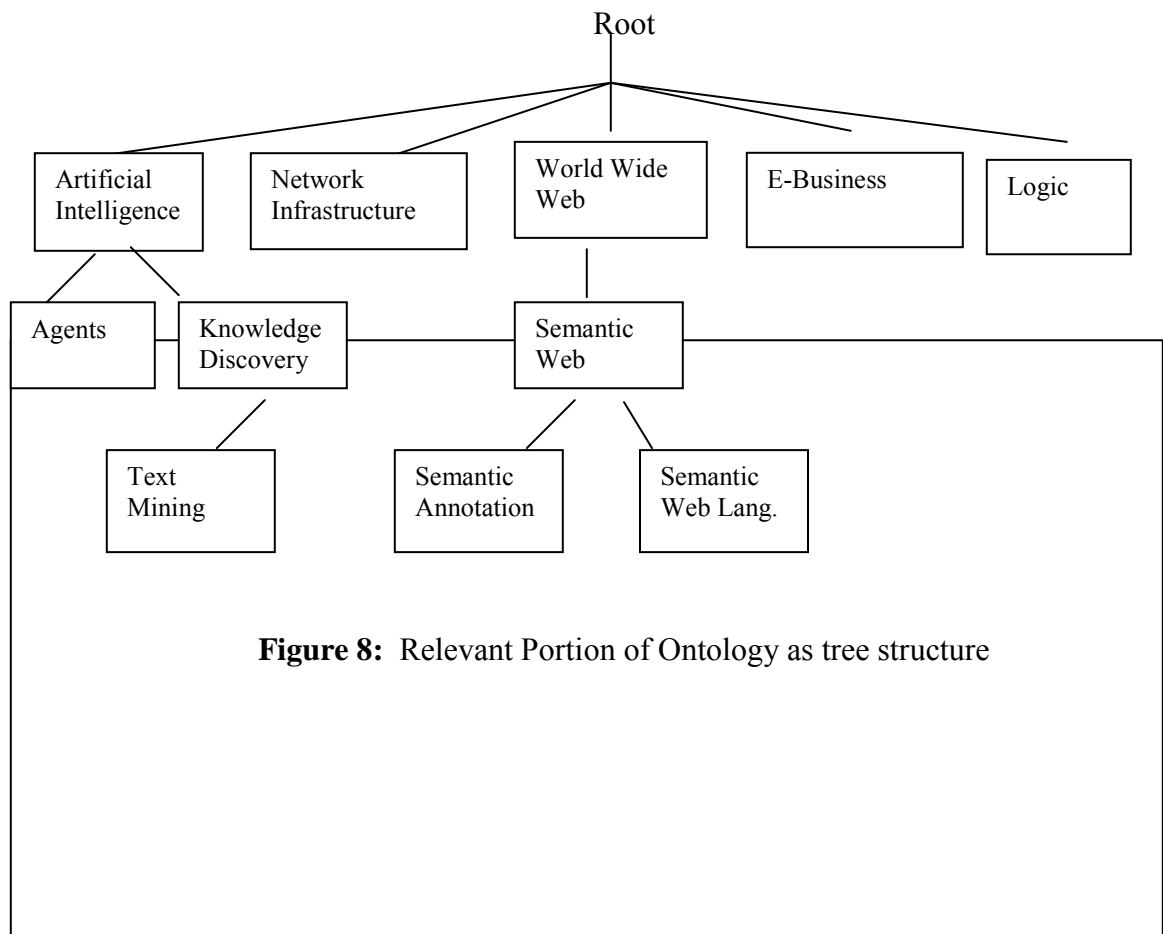 Root
Artificial
Intelligence
Network
Infrastructure
World Wide
Web
E-Business
Logic
Agents
Knowledge
Discovery
Semantic
Web
Text
Mining
Semantic
Annotation
Semantic
Web Lang.
Figure 8: Relevant Portion of Ontology as tree structure